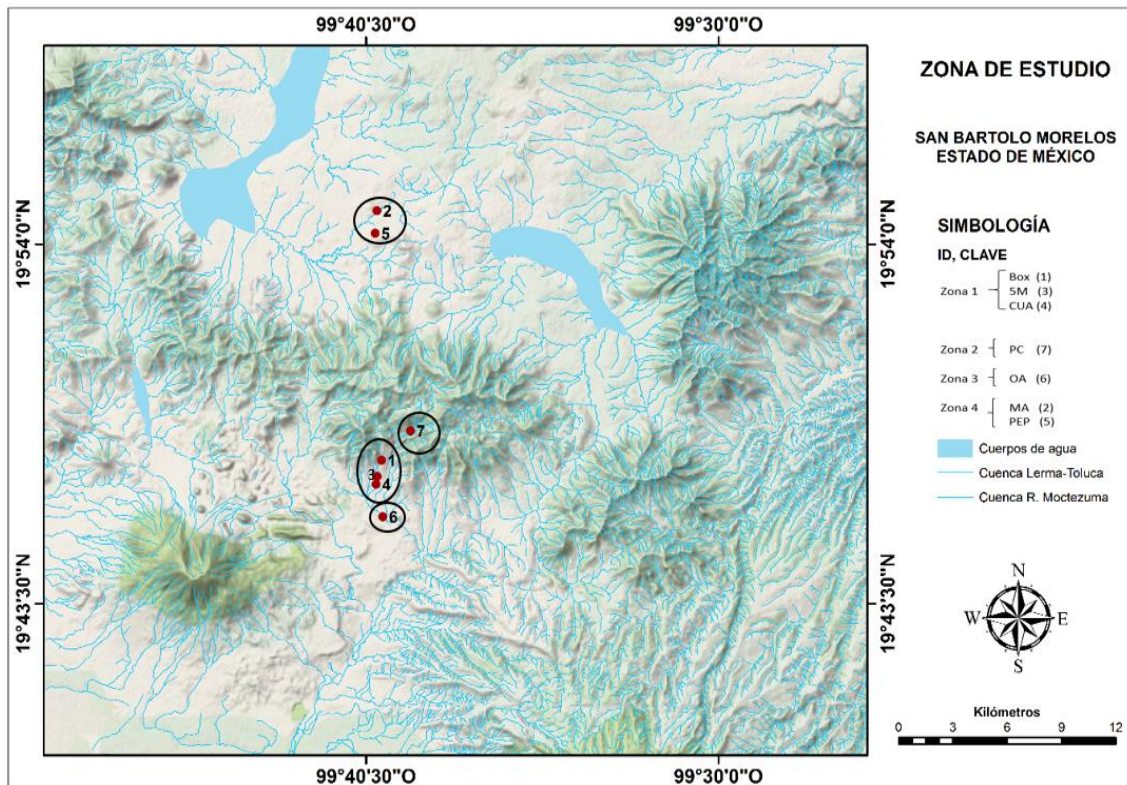 99°40'30"O
99°30'0"O
19°54'0"N
19°54'0"N
19°43'30"N
19°43'30"N
2
5
7
1
3
4
6
99°40'30"O
99°30'0"O
ZONA DE ESTUDIO
SAN BARTOLO MORELOS
ESTADO DE MÉXICO
SIMBOLOGÍA
ID, CLAVE
Zona 1
Box (1)
5M (3)
CUA (4)
Zona 2 PC (7)
Zona 3 OA (6)
Zona 4
MA (2)
PEP (5)
Cuerpos de agua
Cuenca Lerma-Toluca
Cuenca R. Moctezuma
N
W E
S
Kilómetros
0 3 6 9 12